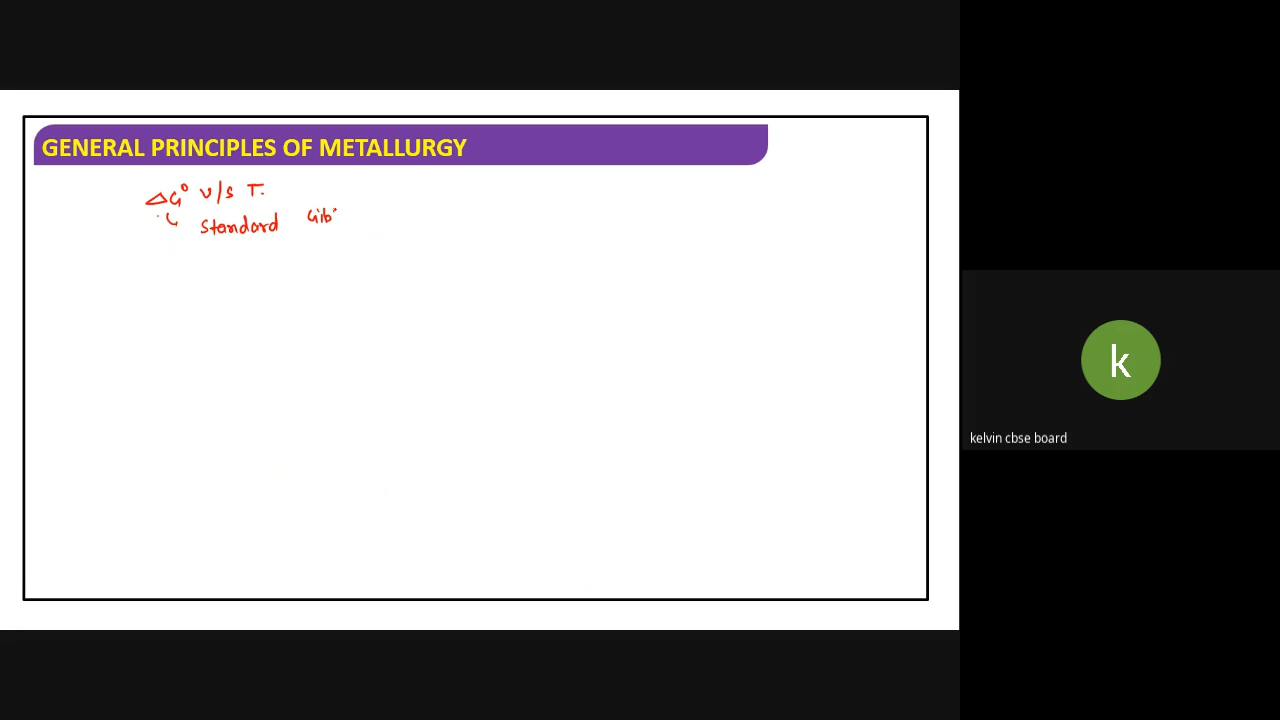 GENERAL PRINCIPLES OF METALLURGY
ΔG° v/s T.
Standard Gib
k
kelvin cbse board